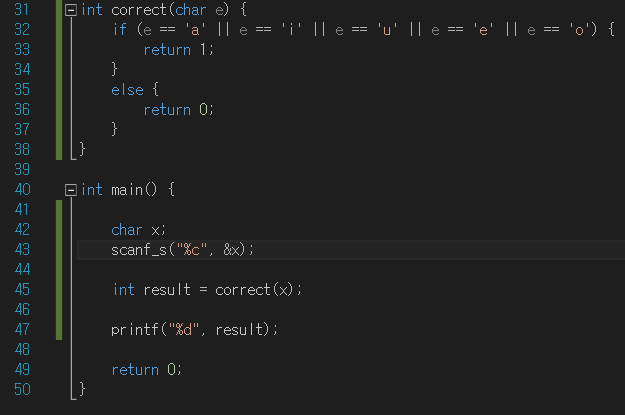 31 int correct(char e) {
32 if (e == 'a' || e == 'i' || e == 'u' || e == 'e' || e == 'o') {
33 return 1;
34 }
35 else {
36 return 0;
37 }
38 }
39
40 int main() {
41
42 char x;
43 scanf_s("%c", &x);
44
45 int result = correct(x);
46
47 printf("%d", result);
48
49 return 0;
50 }